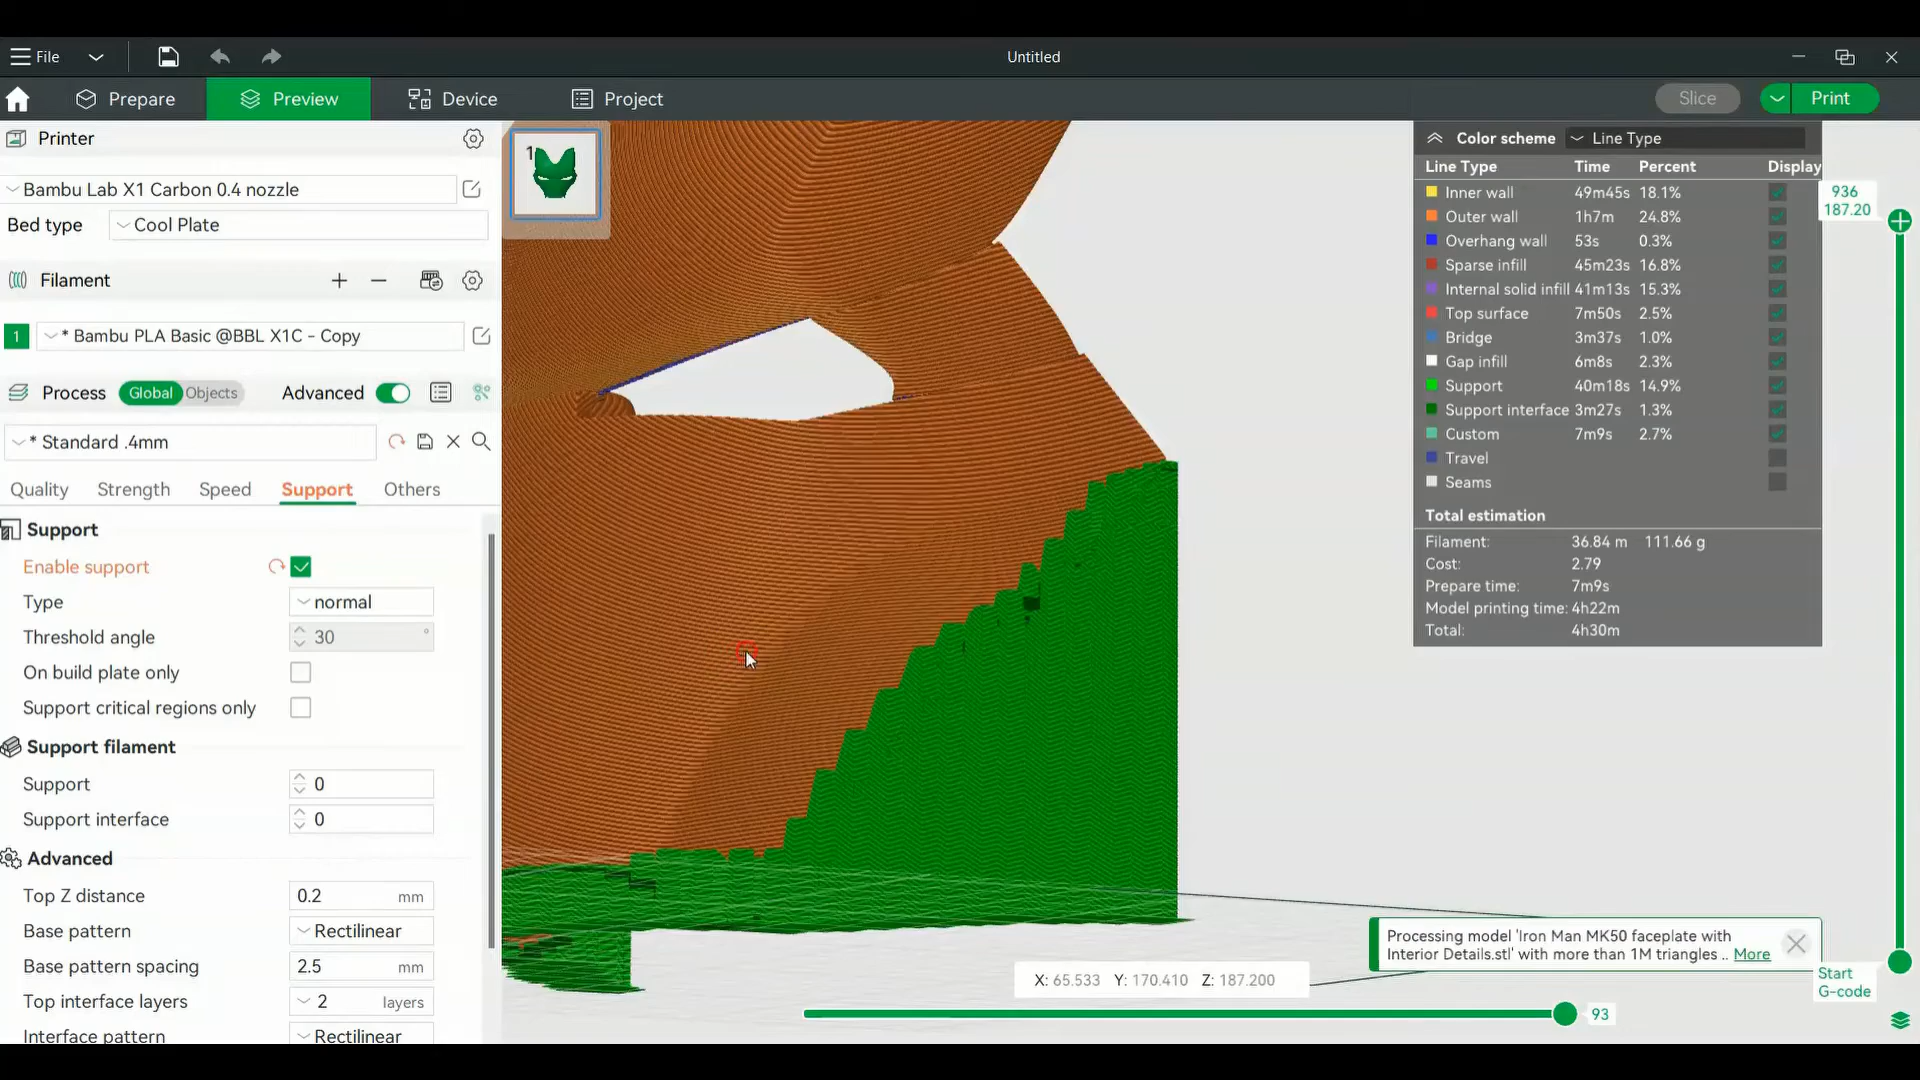 File
Untitled
Prepare
Preview
Device
Project
Slice
Print
Printer
Bambu Lab X1 Carbon 0.4 nozzle
Bed type
Cool Plate
Filament
1
* Bambu PLA Basic @BBL X1C - Copy
Process
Global
Objects
Advanced
* Standard .4mm
Quality
Strength
Speed
Support
Others
Support
Enable support
Type
normal
Threshold angle
30 °
On build plate only
Support critical regions only
Support filament
Support
0
Support interface
0
Advanced
Top Z distance
0.2 mm
Base pattern
Rectilinear
Base pattern spacing
2.5 mm
Top interface layers
2 layers
Interface pattern
Rectilinear
1
Color scheme Line Type
Line Type Time Percent Display
Inner wall 49m45s 18.1%
Outer wall 1h7m 24.8%
Overhang wall 53s 0.3%
Sparse infill 45m23s 16.8%
Internal solid infill 41m13s 15.3%
Top surface 7m50s 2.5%
Bridge 3m37s 1.0%
Gap infill 6m8s 2.3%
Support 40m18s 14.9%
Support interface 3m27s 1.3%
Custom 7m9s 2.7%
Travel
Seams
Total estimation
Filament: 36.84 m 111.66 g
Cost: 2.79
Prepare time: 7m9s
Model printing time: 4h22m
Total: 4h30m
936
187.20
Processing model 'Iron Man MK50 faceplate with
Interior Details.stl' with more than 1M triangles .. More
X: 65.533 Y: 170.410 Z: 187.200
Start
G-code
93